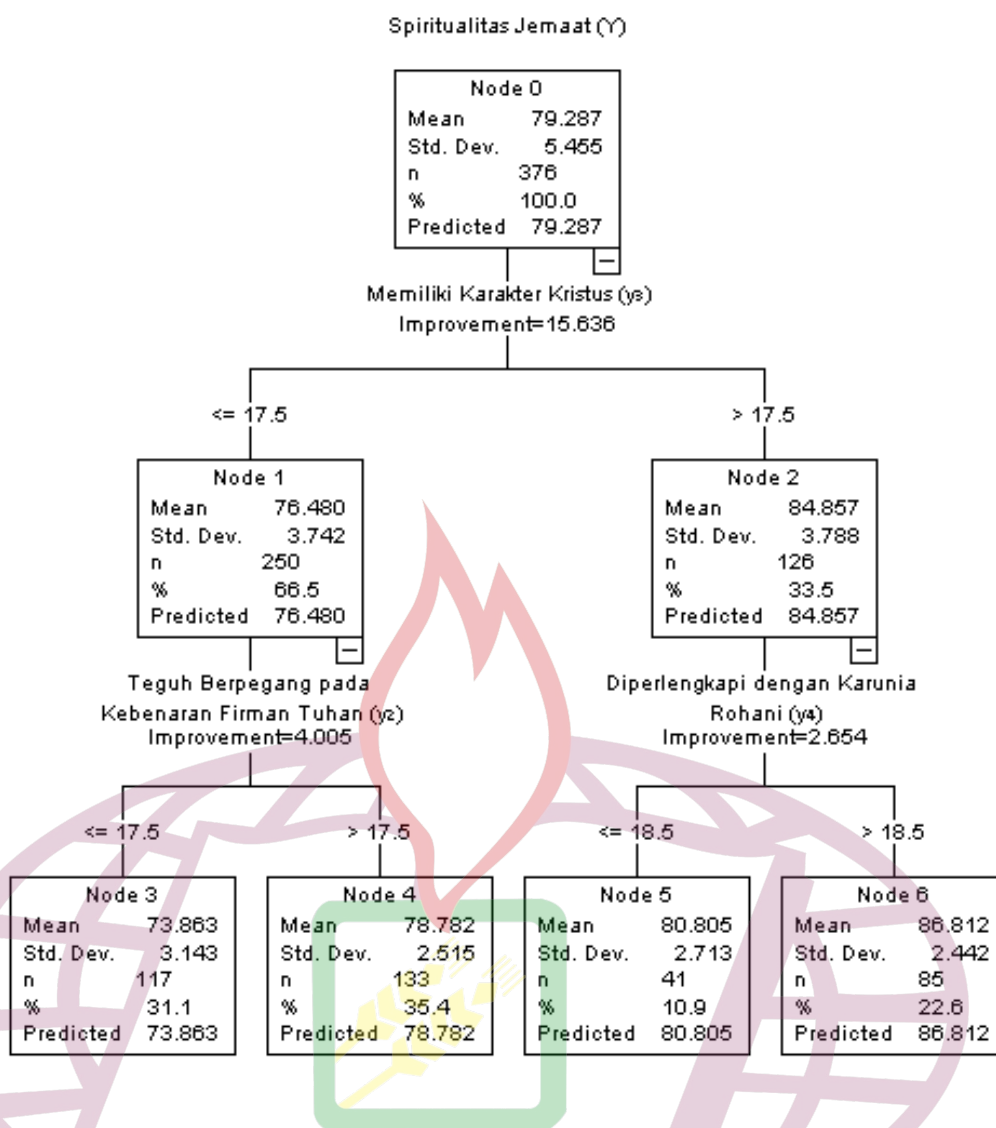 Spiritualitas Jemaat (Y)
Node 0
Mean 79.287
Std. Dev. 5.455
n 376
% 100.0
Predicted 79.287
Memiliki Karakter Kristus (y3)
Improvement=15.636
<= 17.5
> 17.5
Node 1
Mean 76.480
Std. Dev. 3.742
n 250
% 66.5
Predicted 76.480
Node 2
Mean 84.857
Std. Dev. 3.788
n 126
% 33.5
Predicted 84.857
Teguh Berpegang pada
Kebenaran Firman Tuhan (y2)
Improvement=4.005
Diperlengkapi dengan Karunia
Rohani (y4)
Improvement=2.654
<= 17.5
> 17.5
<= 18.5
> 18.5
Node 3
Mean 73.863
Std. Dev. 3.143
n 117
% 31.1
Predicted 73.863
Node 4
Mean 78.782
Std. Dev. 2.515
n 133
% 35.4
Predicted 78.782
Node 5
Mean 80.805
Std. Dev. 2.713
n 41
% 10.9
Predicted 80.805
Node 6
Mean 86.812
Std. Dev. 2.442
n 85
% 22.6
Predicted 86.812